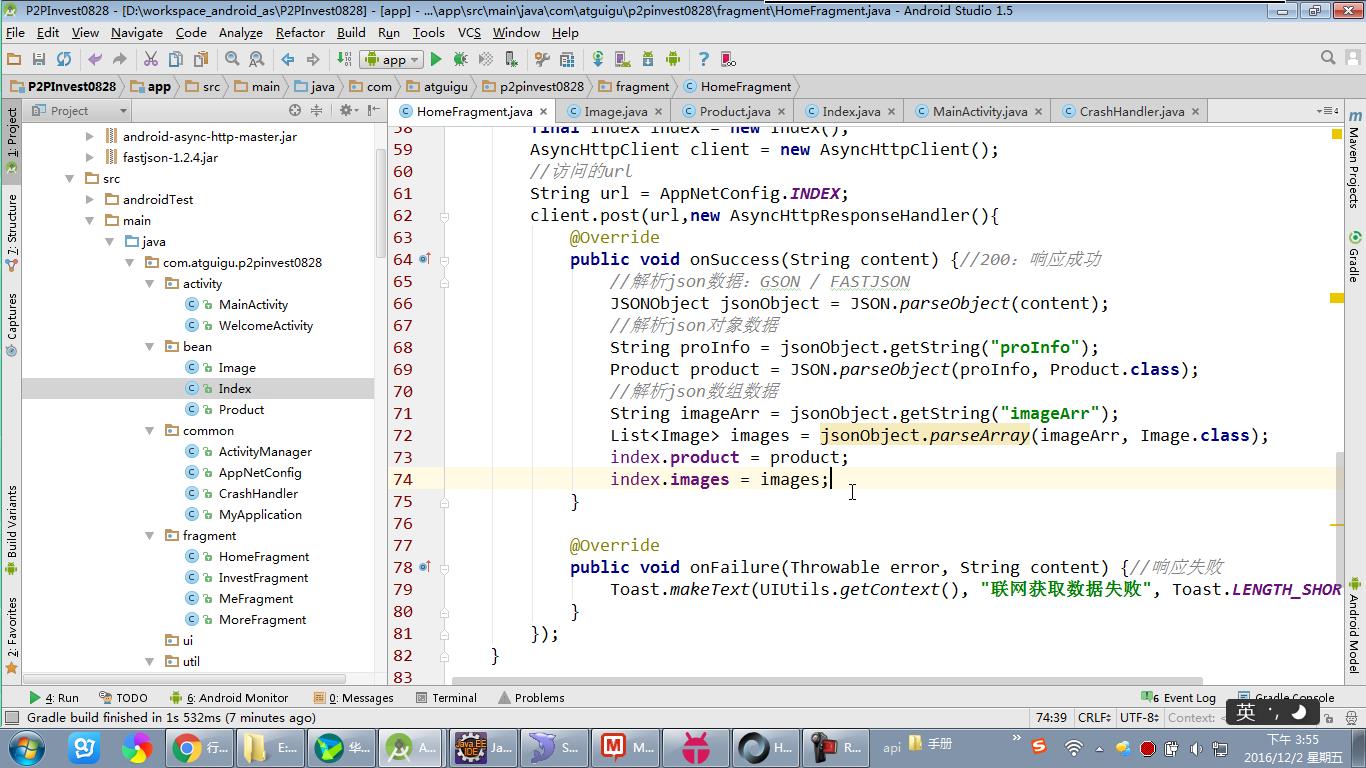 P2PInvest0828 - [D:\workspace_android_as\P2PInvest0828] - [app] - ...\app\src\main\java\com\atguigu\p2pinvest0828\fragment\HomeFragment.java - Android Studio 1.5
File Edit View Navigate Code Analyze Refactor Build Run Tools VCS Window Help
app
P2PInvest0828 app src main java com atguigu p2pinvest0828 fragment HomeFragment
Project
HomeFragment.java Image.java Product.java Index.java MainActivity.java CrashHandler.java
1: Project
7: Structure
Captures
Build Variants
2: Favorites
android-async-http-master.jar
fastjson-1.2.4.jar
src
androidTest
main
java
com.atguigu.p2pinvest0828
activity
MainActivity
WelcomeActivity
bean
Image
Index
Product
common
ActivityManager
AppNetConfig
CrashHandler
MyApplication
fragment
HomeFragment
InvestFragment
MeFragment
MoreFragment
ui
util
58 final Index index = new Index();
59 AsyncHttpClient client = new AsyncHttpClient();
60 //访问的url
61 String url = AppNetConfig.INDEX;
62 client.post(url,new AsyncHttpResponseHandler(){
63 @Override
64 public void onSuccess(String content) {//200：响应成功
65 //解析json数据：GSON / FASTJSON
66 JSONObject jsonObject = JSON.parseObject(content);
67 //解析json对象数据
68 String proInfo = jsonObject.getString("proInfo");
69 Product product = JSON.parseObject(proInfo, Product.class);
70 //解析json数组数据
71 String imageArr = jsonObject.getString("imageArr");
72 List<Image> images = jsonObject.parseArray(imageArr, Image.class);
73 index.product = product;
74 index.images = images;
75 }
76
77 @Override
78 public void onFailure(Throwable error, String content) {//响应失败
79 Toast.makeText(UIUtils.getContext(), "联网获取数据失败", Toast.LENGTH_SHOR
80 }
81 });
82 }
83
Maven Projects
Gradle
Android Model
4: Run TODO 6: Android Monitor 0: Messages Terminal Problems 6 Event Log Gradle Console
Gradle build finished in 1s 532ms (7 minutes ago) 74:39 CRLF UTF-8 Context:
英
行... E:... 华... A... Ja... S... M... H... R... api 手册
下午 3:55
2016/12/2 星期五